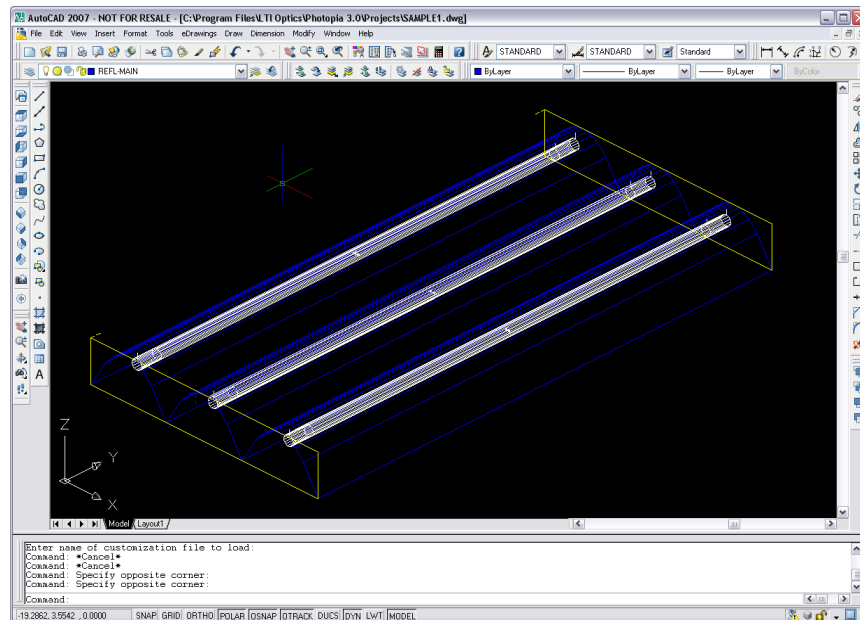 AutoCAD 2007 - NOT FOR RESALE - [C:\Program Files\LTI Optics\Photopia 3.0\Projects\SAMPLE1.dwg]
File Edit View Insert Format Tools eDrawings Draw Dimension Modify Window Help
STANDARD STANDARD Standard
REFL-MAIN ByLayer ByLayer ByLayer ByColor
A
Z
Y
X
Model Layout1
Enter name of customization file to load:
Command: *Cancel*
Command: *Cancel*
Command: Specify opposite corner:
Command: Specify opposite corner:
Command:
-19.2862, 3.5542 , 0.0000 SNAP GRID ORTHO POLAR OSNAP OTRACK DUCS DYN LWT MODEL